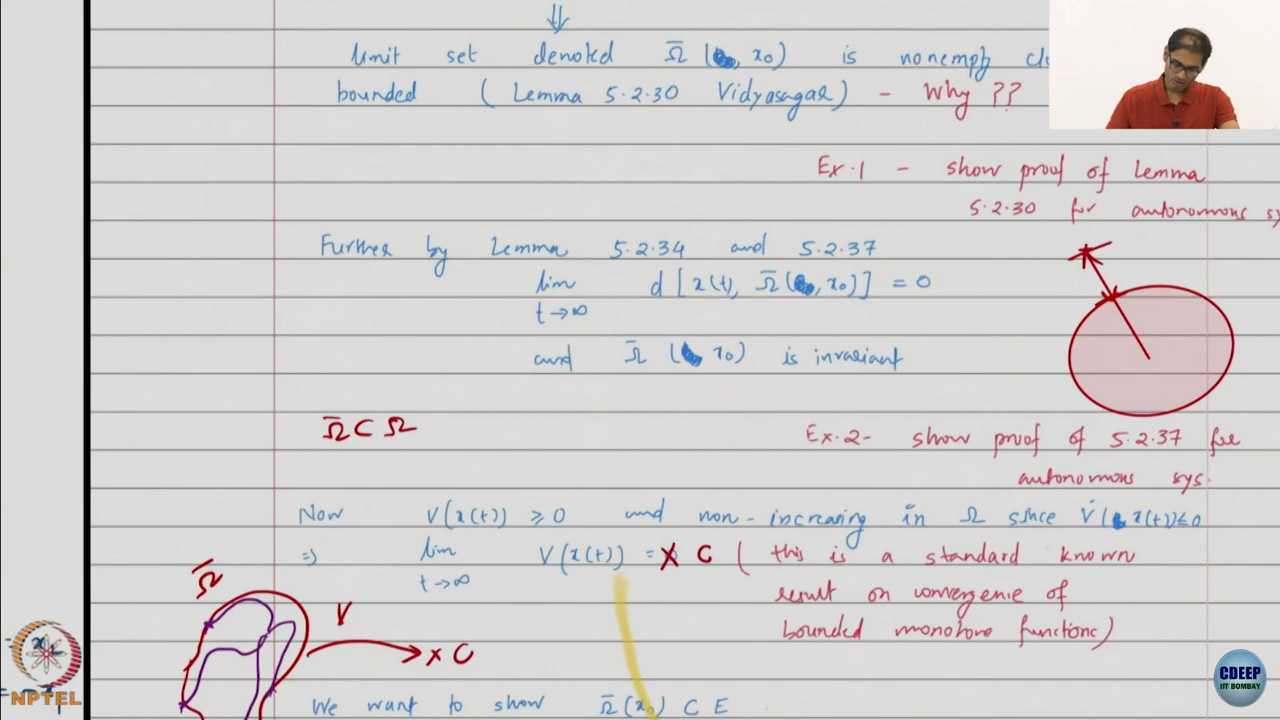 ⇓
limit set denoted Ω̄ ( , x₀) is nonempty
bounded ( Lemma 5.2.30 Vidyasagar) - Why ??
Ex.1 - show proof of Lemma
5.2.30 for autonomous
Further by Lemma 5.2.34 and 5.2.37
lim d [x(t), Ω̄( , x₀)] = 0
t→∞
and Ω̄ ( x₀) is invariant
Ω̄ ⊂ Ω
Ex.2- show proof of 5.2.37 for
autonomous sys.
Now V(x(t)) ⩾ 0 and non-increasing in Ω since V̇( x(t))≤0
⇒ lim V(x(t)) = C ( this is a standard known
t→∞ result on convergence of
bounded monotone functions)
Ω̄
V
x C
We want to show Ω̄(x₀) ⊂ E
NPTEL
CDEEP
IIT BOMBAY